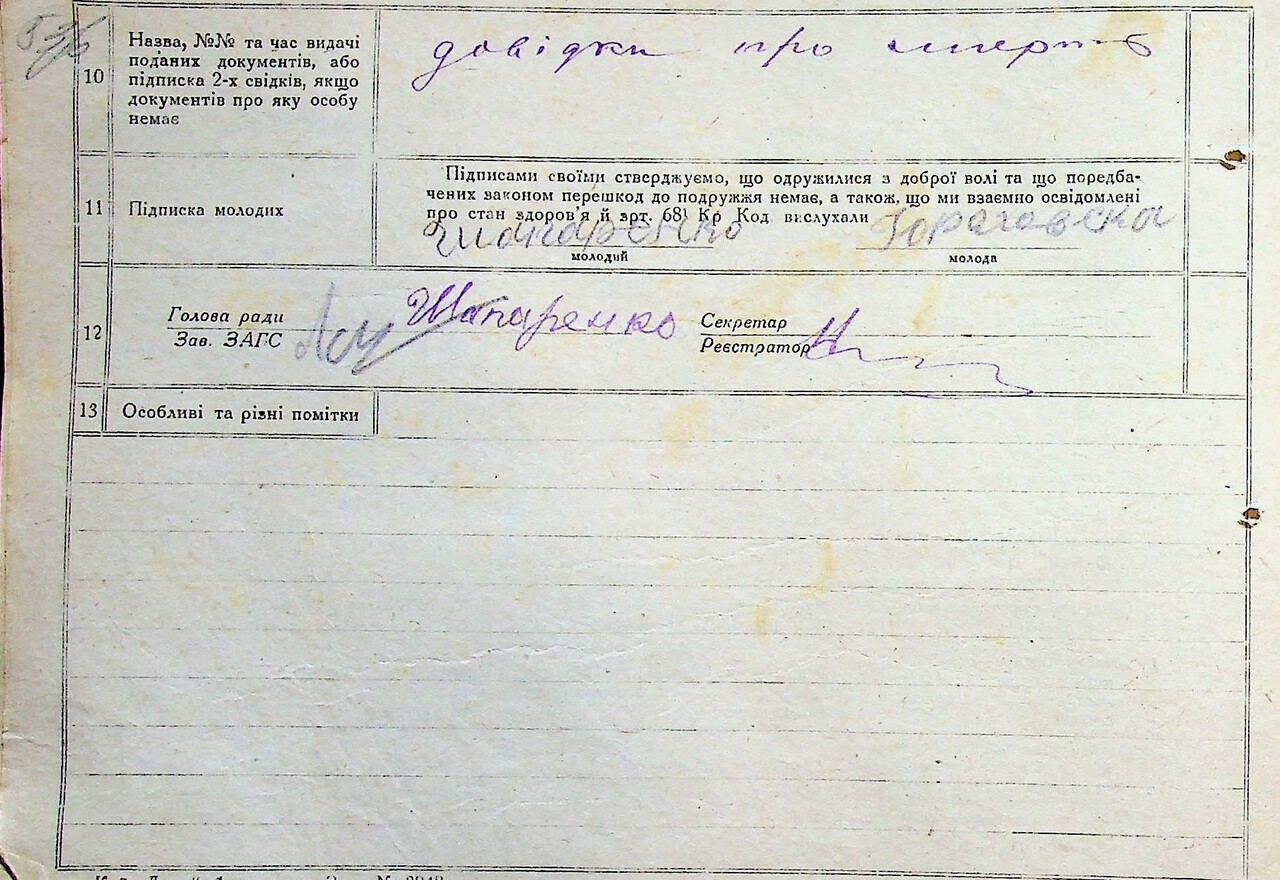 10
Назва, №№ та час видачі
поданих документів, або
підписка 2-х свідків, якщо
документів про яку особу
немає
довідки про смерть
11
Підписка молодих
Підписами своїми стверджуємо, що одружилися з доброї волі та що поредба-
чених законом перешкод до подружжя немає, а також, що ми взаємно освідомлені
про стан здоров'я й арт. 68 Кр Код вислухали
Шапаренко
молодий
молода
12
Голова ради
Зав. ЗАГС
Шапаренко
Секретар
Реєстратор
13
Особливі та різні помітки